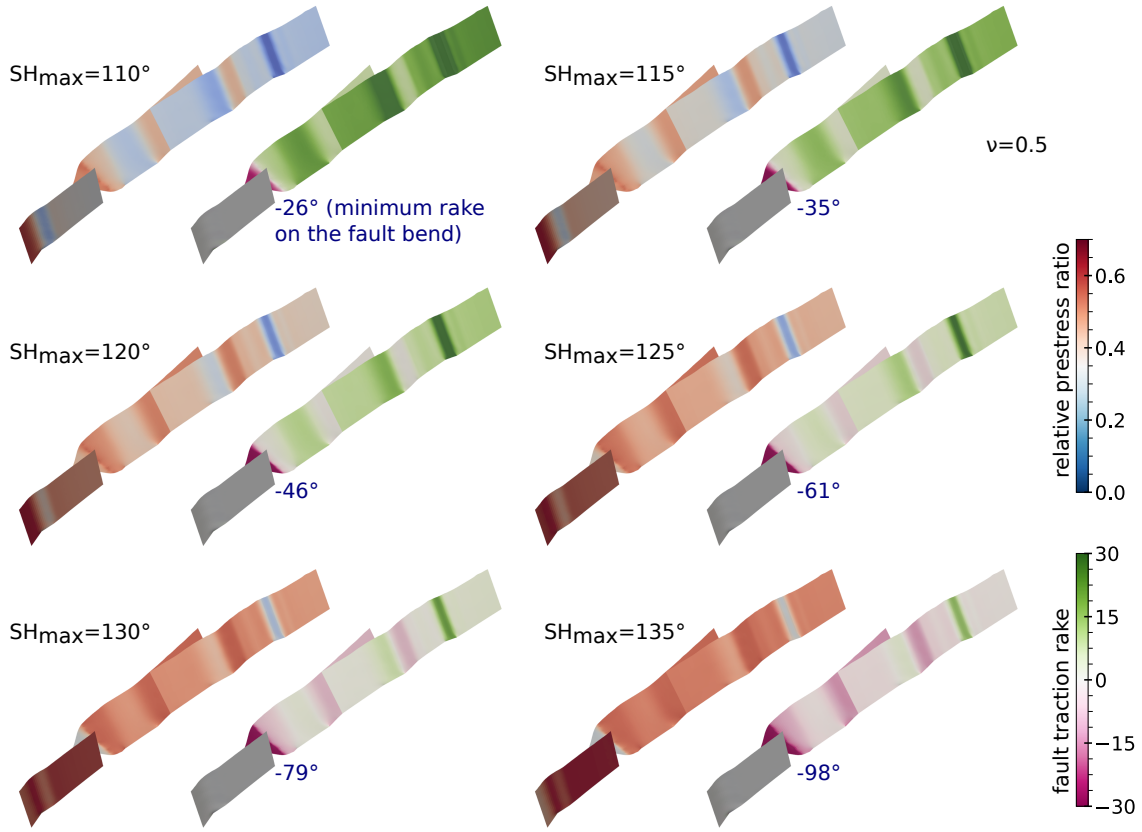 SHmax=110°
SHmax=115°
ν=0.5
-26° (minimum rake
on the fault bend)
-35°
SHmax=120°
SHmax=125°
-46°
-61°
SHmax=130°
SHmax=135°
-79°
-98°
relative prestress ratio
0.6
0.4
0.2
0.0
fault traction rake
30
15
0
−15
−30